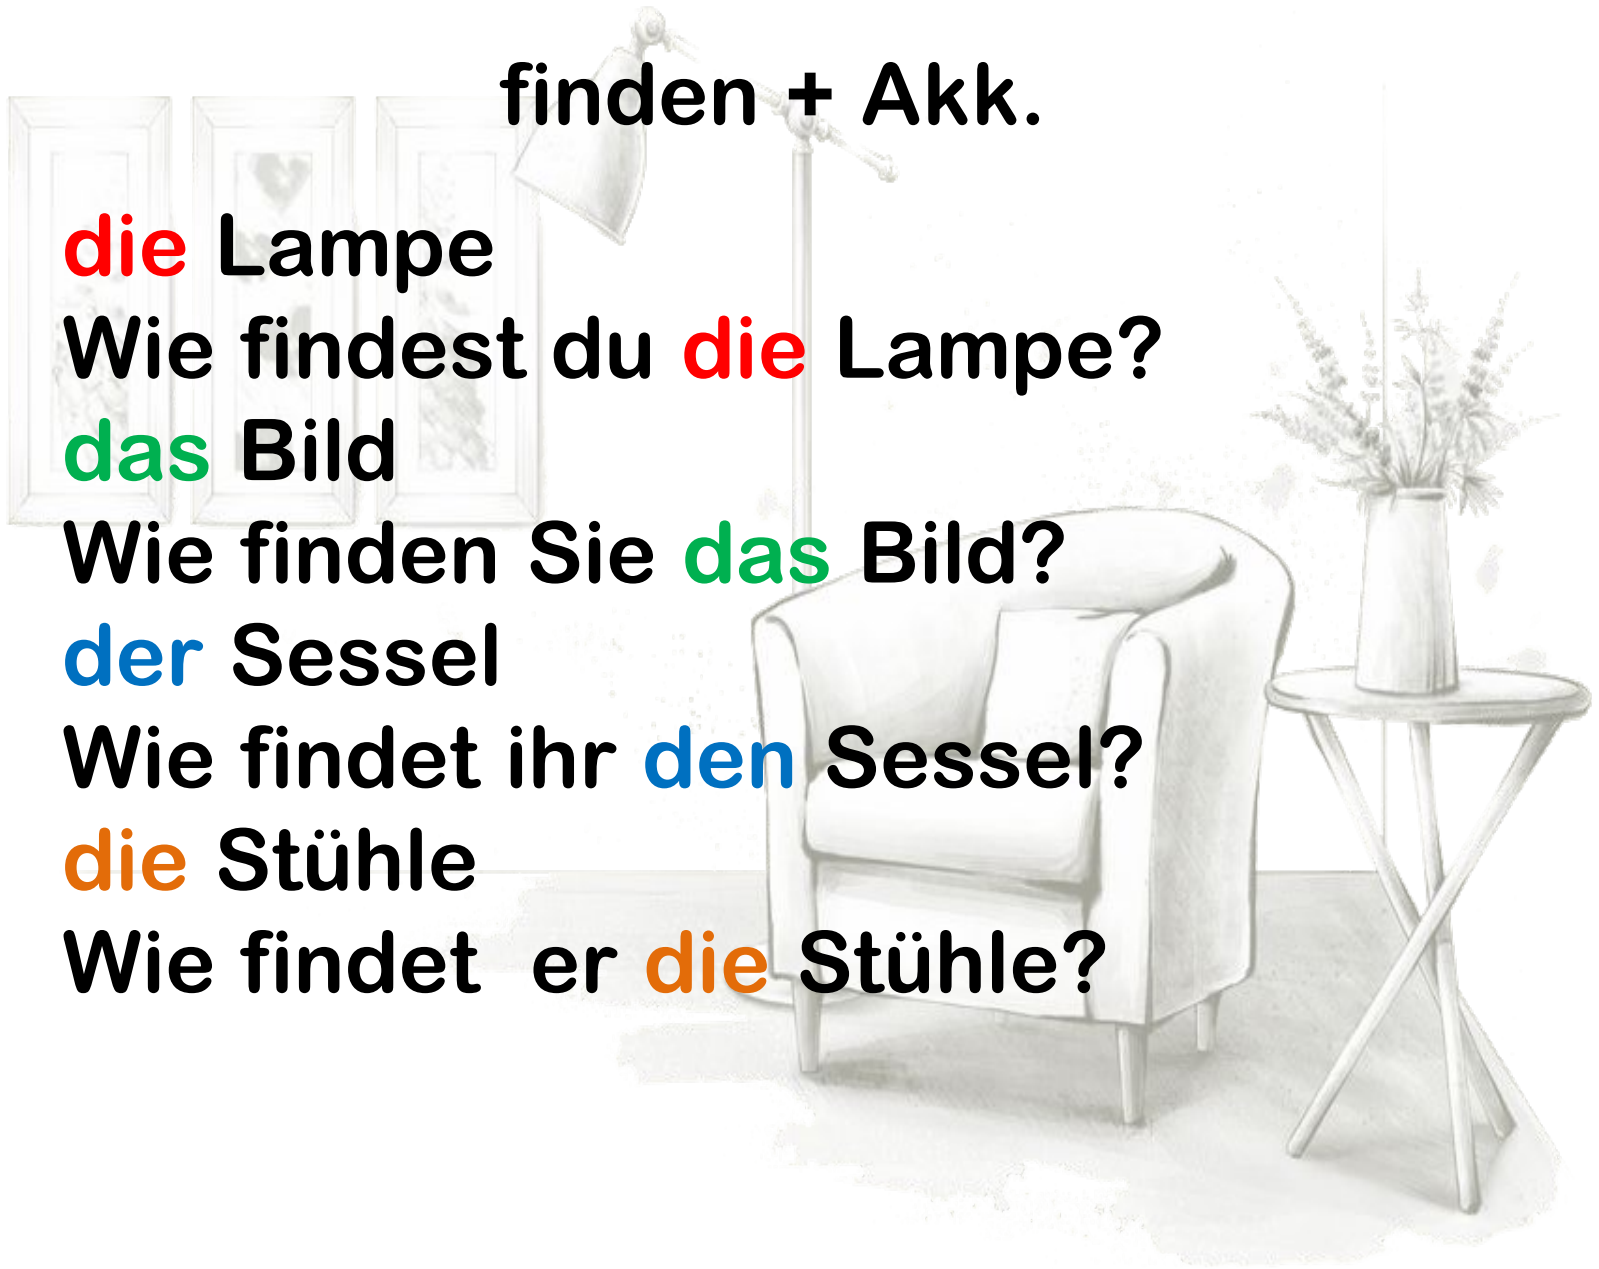 finden + Akk.
die Lampe
Wie findest du die Lampe?
das Bild
Wie finden Sie das Bild?
der Sessel
Wie findet ihr den Sessel?
die Stühle
Wie findet  er die Stühle?